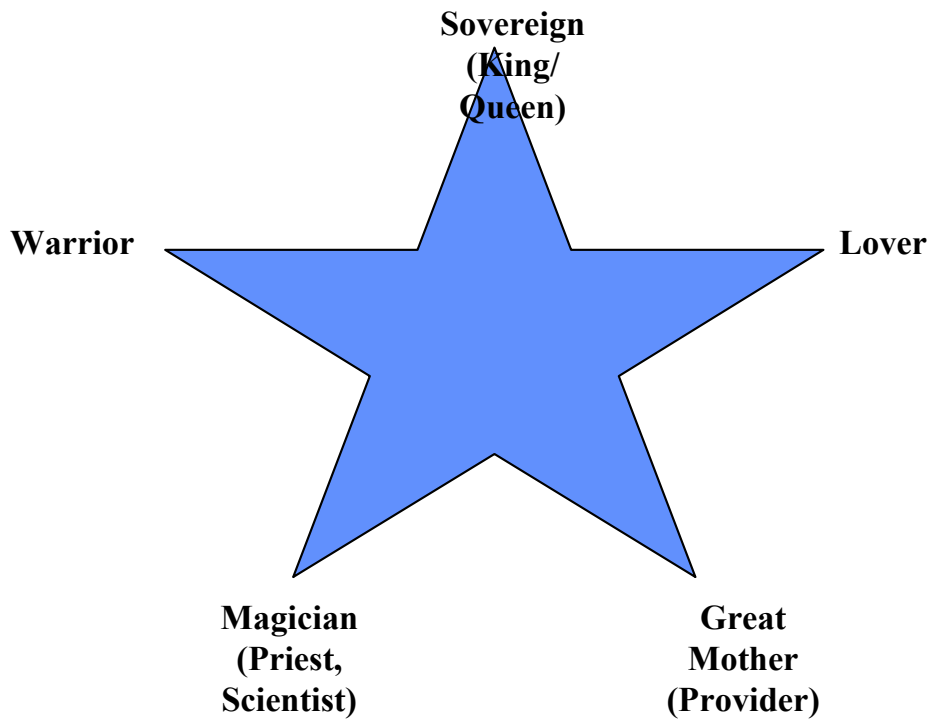 Sovereign
(King/
Queen)
Warrior
Lover
Magician
(Priest,
Scientist)
Great
Mother
(Provider)